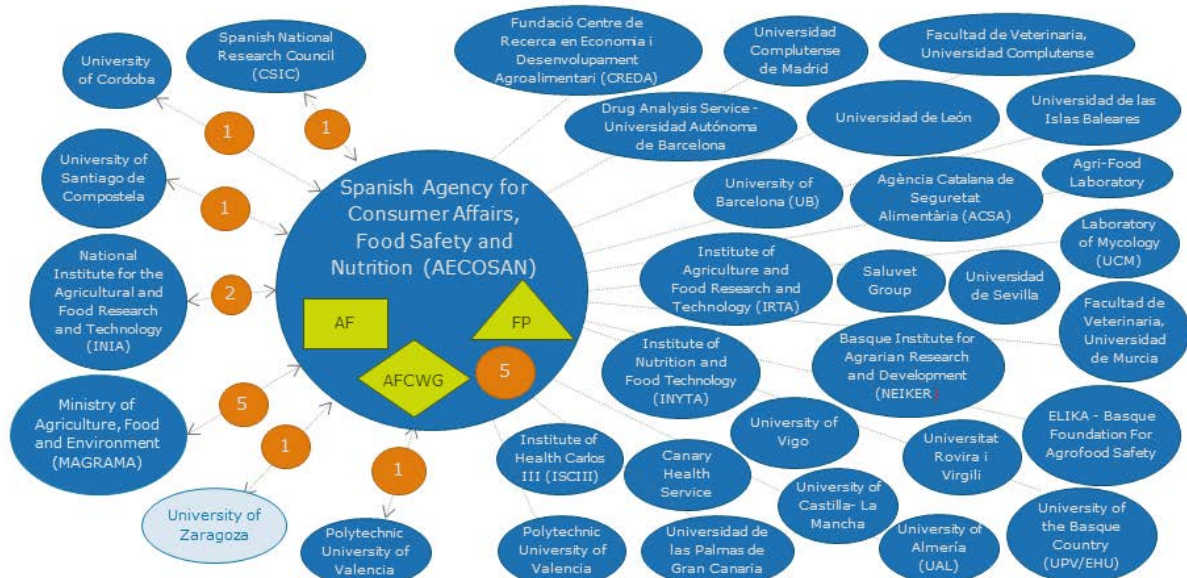 University
of Cordoba
Spanish National
Research Council
(CSIC)
1
1
University of
Santiago de
Compostela
1
National
Institute for the
Agricultural and
Food Research
and Technology
(INIA)
2
Ministry of
Agriculture, Food
and Environment
(MAGRAMA)
5
1
University of
Zaragoza
1
Polytechnic
University of
Valencia
Spanish Agency for
Consumer Affairs,
Food Safety and
Nutrition (AECOSAN)
AF
FP
AFCWG
5
Fundació Centre de
Recerca en Economia i
Desenvolupament
Agroalimentari (CREDA)
Universidad
Complutense
de Madrid
Facultad de Veterinaria,
Universidad Complutense
Drug Analysis Service -
Universidad Autónoma
de Barcelona
Universidad de León
Universidad de las
Islas Baleares
University of
Barcelona (UB)
Agència Catalana de
Seguretat
Alimentària (ACSA)
Agri-Food
Laboratory
Institute of
Agriculture and
Food Research and
Technology (IRTA)
Saluvet
Group
Universidad
de Sevilla
Laboratory
of Mycology
(UCM)
Facultad de
Veterinaria,
Universidad
de Murcia
Institute of
Nutrition and
Food Technology
(INYTA)
Basque Institute for
Agrarian Research
and Development
(NEIKER)
ELIKA - Basque
Foundation For
Agrofood Safety
University
of Vigo
Universitat
Rovira i
Virgili
Institute of
Health Carlos
III (ISCIII)
Canary
Health
Service
University of
Castilla- La
Mancha
University of
the Basque
Country
(UPV/EHU)
Polytechnic
University of
Valencia
Universidad
de las Palmas de
Gran Canaria
University of
Almería
(UAL)